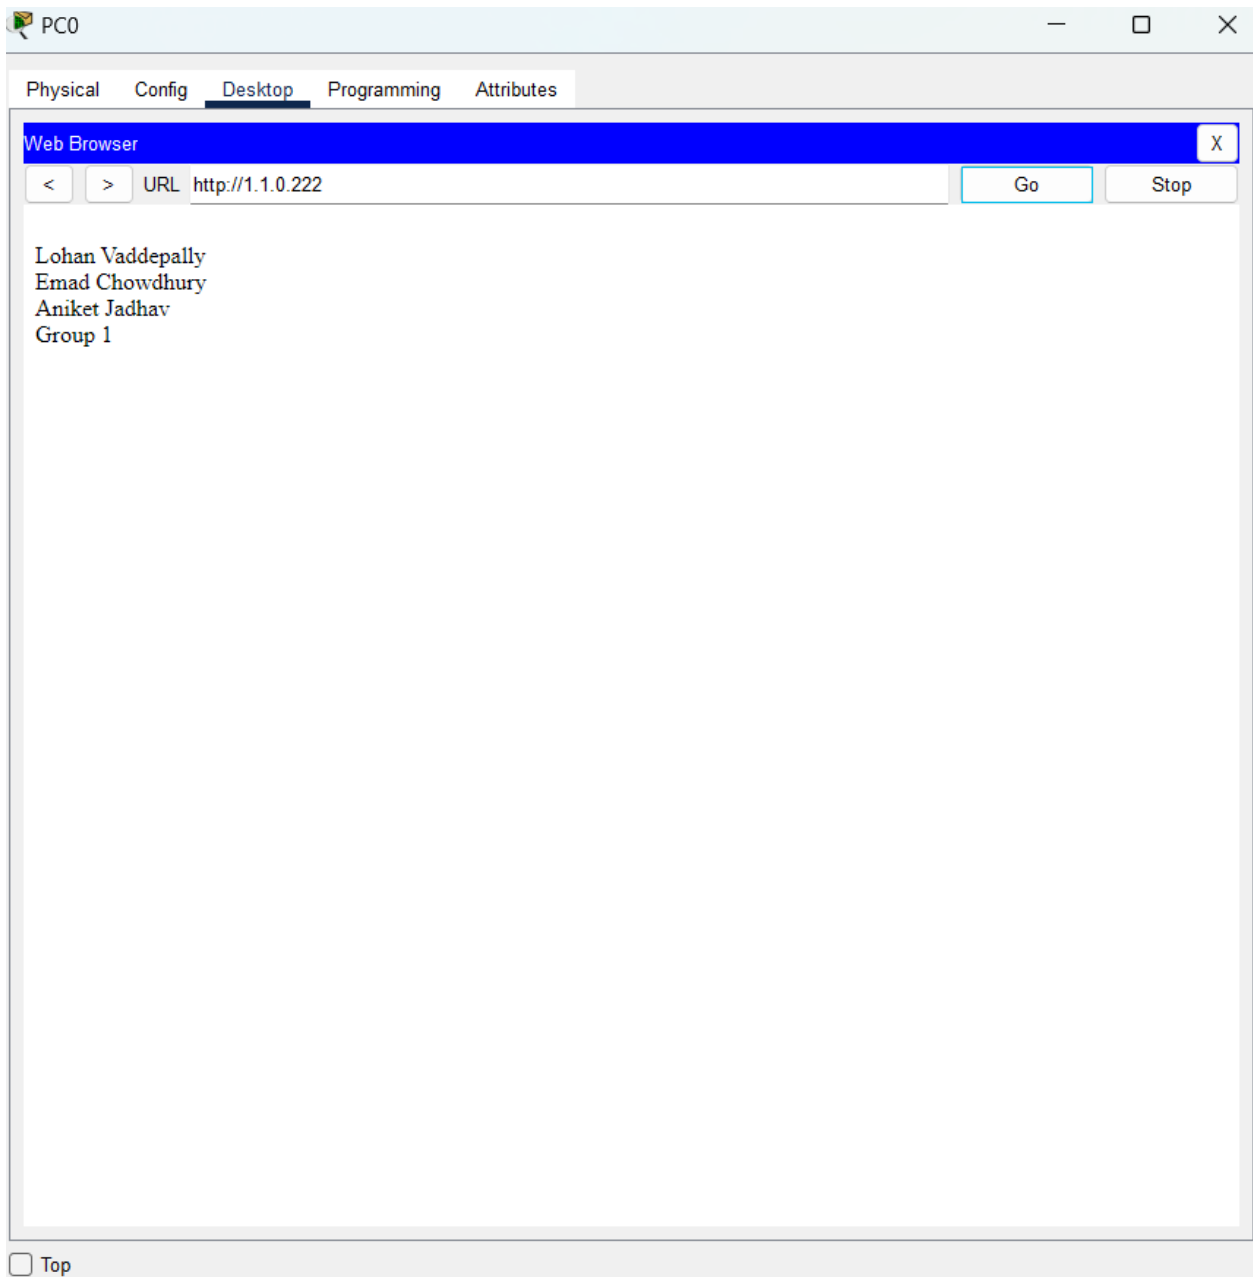 PC0
Physical Config Desktop Programming Attributes
Web Browser X
< > URL http://1.1.0.222 Go Stop
Lohan Vaddepally
Emad Chowdhury
Aniket Jadhav
Group 1
Top